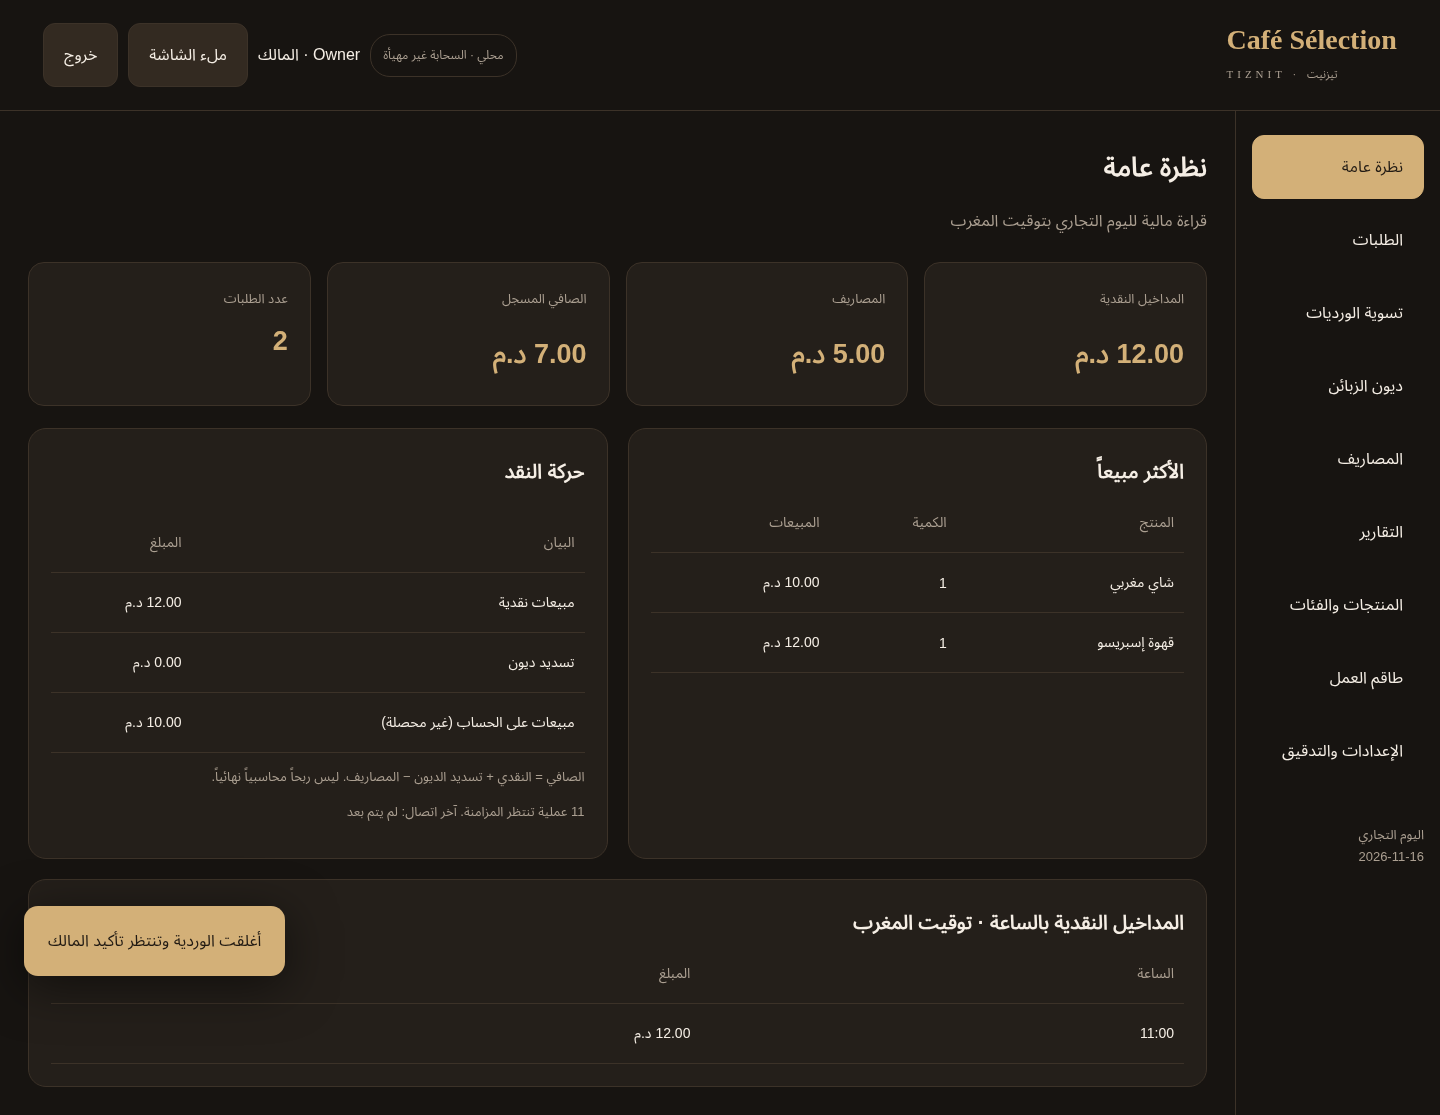 Café Sélection
TIZNIT · تيزنيت
محلي · السحابة غير مهيأة
Owner · المالك
ملء الشاشة
خروج
نظرة عامة
الطلبات
تسوية الورديات
ديون الزبائن
المصاريف
التقارير
المنتجات والفئات
طاقم العمل
الإعدادات والتدقيق
اليوم التجاري
2026-11-16
نظرة عامة
قراءة مالية لليوم التجاري بتوقيت المغرب
المداخيل النقدية
12.00 د.م
المصاريف
5.00 د.م
الصافي المسجل
7.00 د.م
عدد الطلبات
2
الأكثر مبيعاً
المنتج الكمية المبيعات
شاي مغربي 1 10.00 د.م
قهوة إسبريسو 1 12.00 د.م
حركة النقد
البيان المبلغ
مبيعات نقدية 12.00 د.م
تسديد ديون 0.00 د.م
مبيعات على الحساب (غير محصلة) 10.00 د.م
الصافي = النقدي + تسديد الديون − المصاريف. ليس ربحاً محاسبياً نهائياً.
11 عملية تنتظر المزامنة. آخر اتصال: لم يتم بعد
المداخيل النقدية بالساعة · توقيت المغرب
الساعة المبلغ
11:00 12.00 د.م
أغلقت الوردية وتنتظر تأكيد المالك